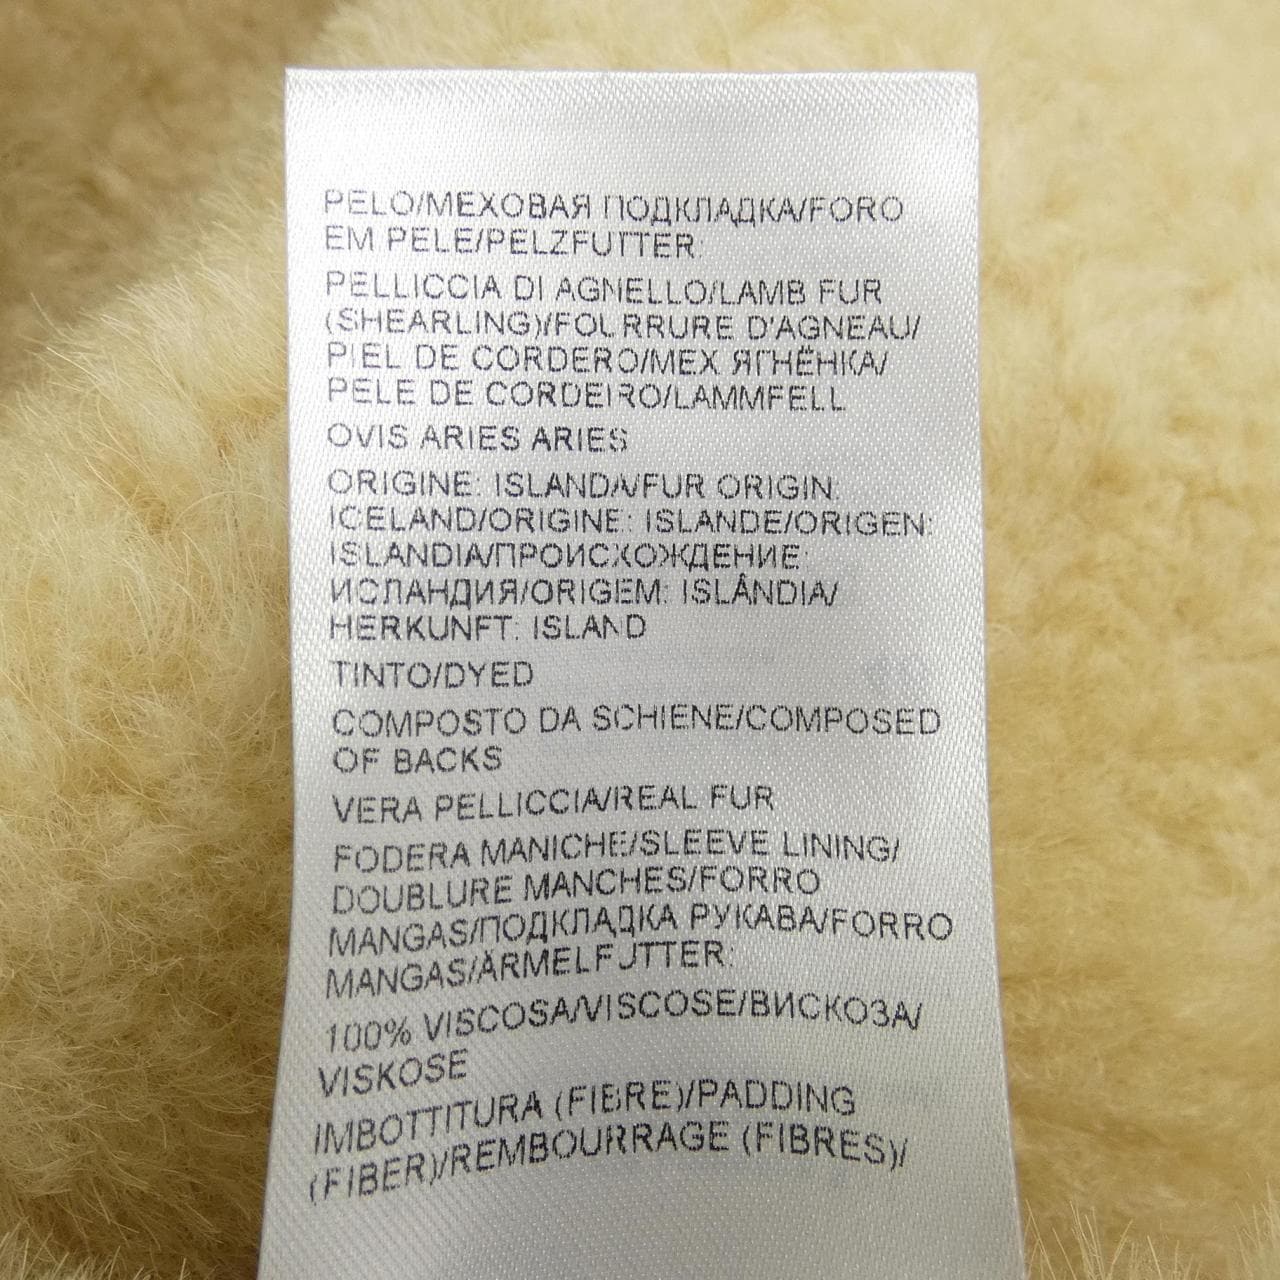 PELO/МЕХОВАЯ ПОДКЛАДКА/FORO
EM PELE/PELZFUTTER:
PELLICCIA DI AGNELLO/LAMB FUR
(SHEARLING)/FOURRURE D'AGNEAU/
PIEL DE CORDERO/МЕХ ЯГНЁНКА/
PELE DE CORDEIRO/LAMMFELL
OVIS ARIES ARIES
ORIGINE: ISLANDA/FUR ORIGIN:
ICELAND/ORIGINE: ISLANDE/ORIGEN:
ISLANDIA/ПРОИСХОЖДЕНИЕ:
ИСЛАНДИЯ/ORIGEM: ISLÂNDIA/
HERKUNFT: ISLAND
TINTO/DYED
COMPOSTO DA SCHIENE/COMPOSED
OF BACKS
VERA PELLICCIA/REAL FUR
FODERA MANICHE/SLEEVE LINING/
DOUBLURE MANCHES/FORRO
MANGAS/ПОДКЛАДКА РУКАВА/FORRO
MANGAS/ÄRMELFUTTER:
100% VISCOSA/VISCOSE/ВИСКОЗА/
VISKOSE
IMBOTTITURA (FIBRE)/PADDING
(FIBER)/REMBOURRAGE (FIBRES)/